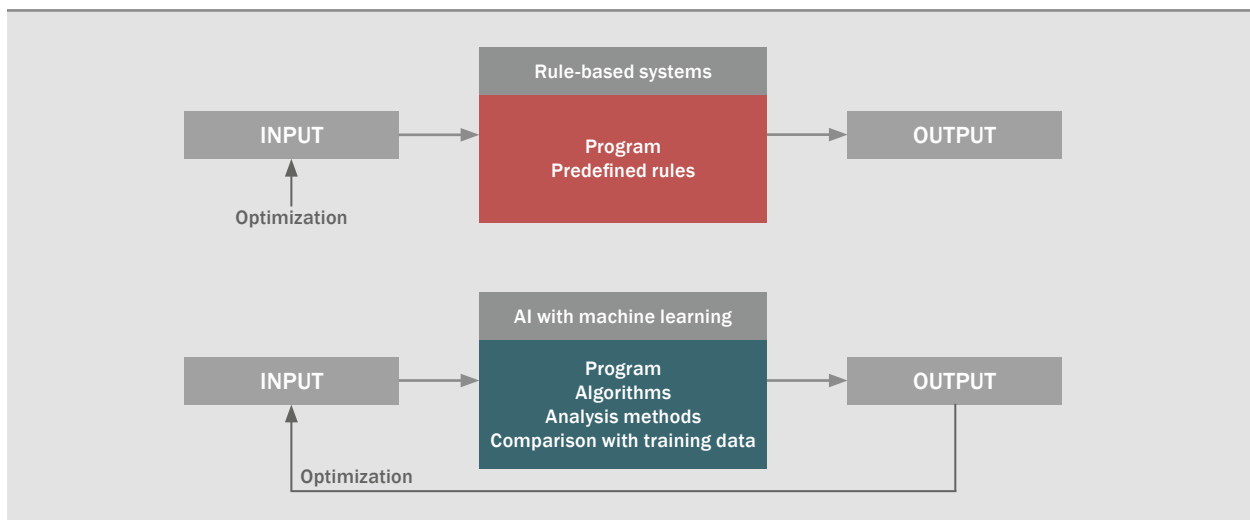 Rule-based systems
INPUT
Program
Predefined rules
OUTPUT
Optimization
AI with machine learning
INPUT
Program
Algorithms
Analysis methods
Comparison with training data
OUTPUT
Optimization